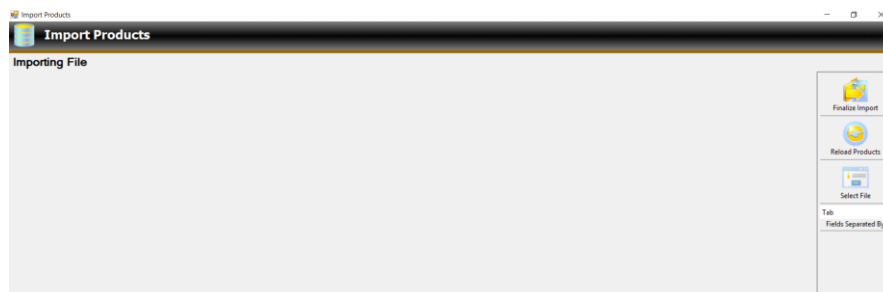 Import Products
Import Products
Importing File
Finalize Import
Reload Products
Select File
Tab
Fields Separated By